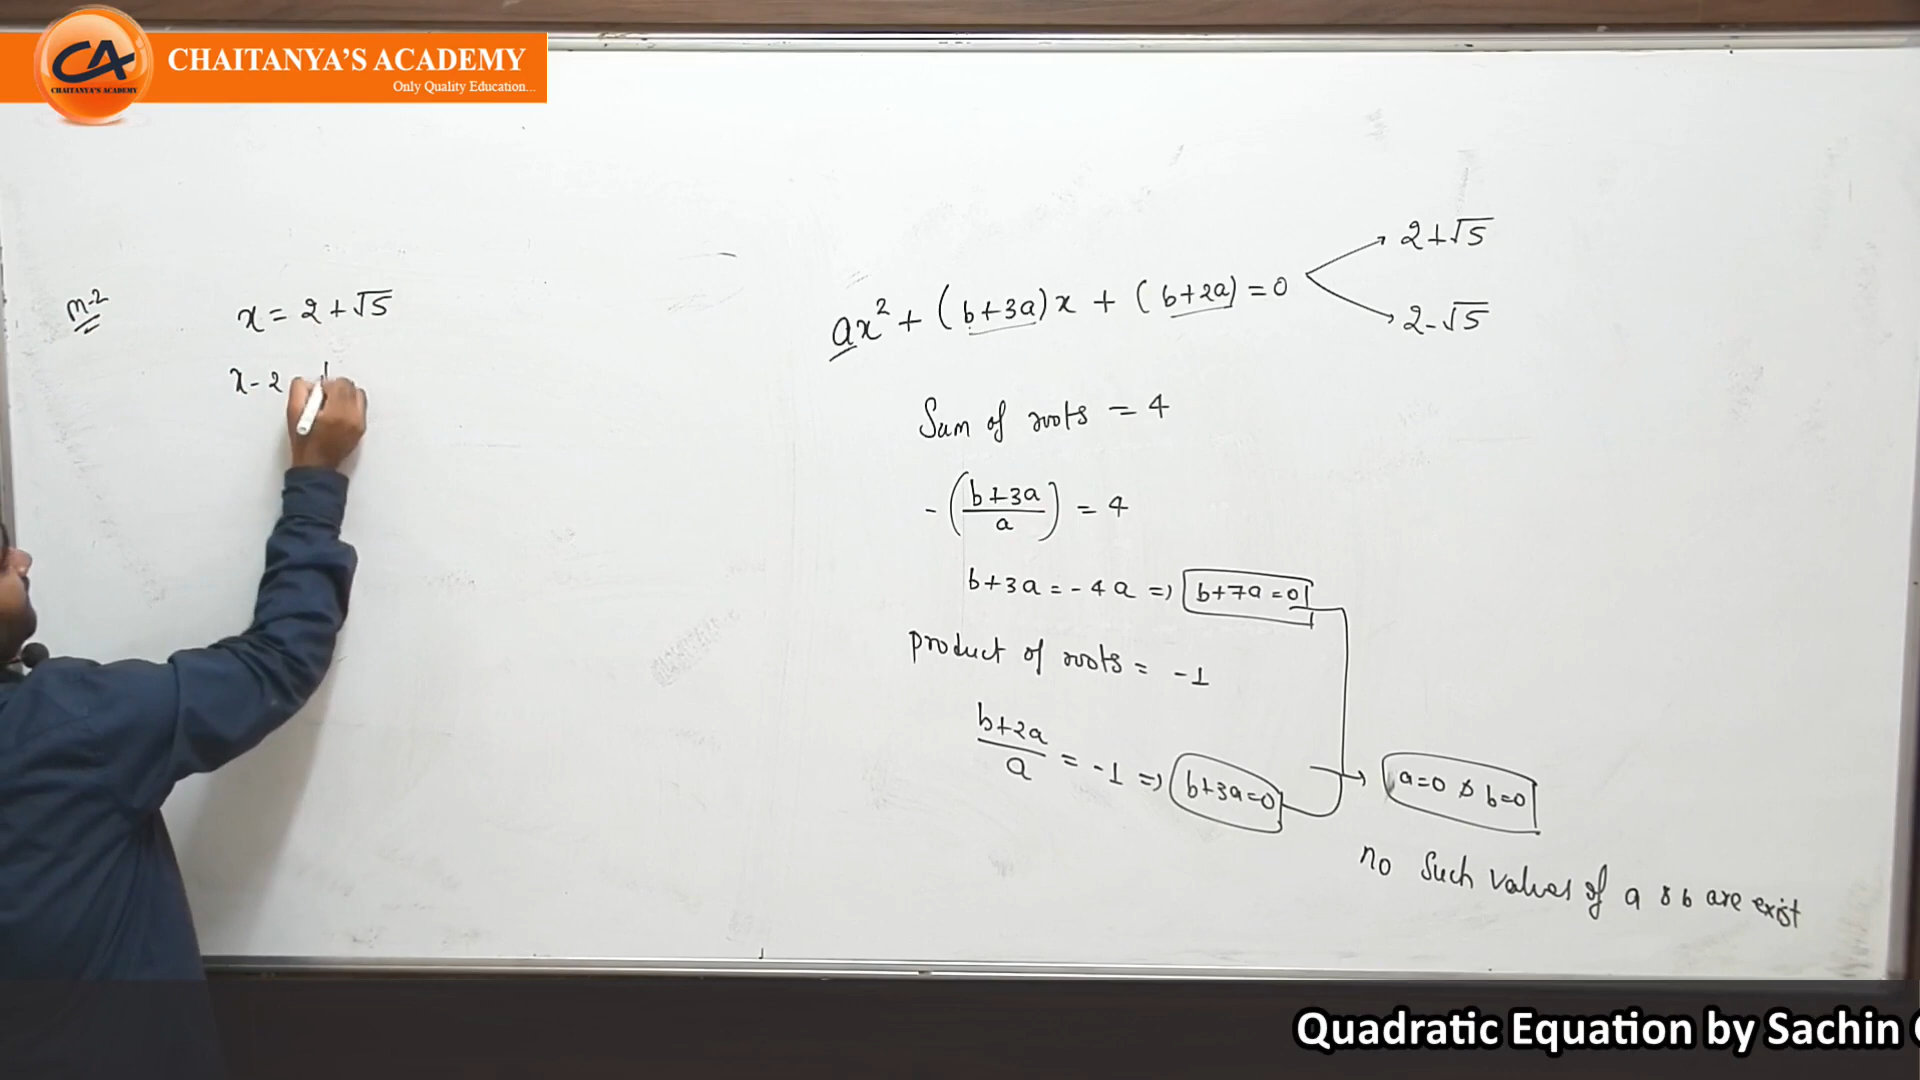 CA
CHAITANYA'S ACADEMY
CHAITANYA'S ACADEMY
Only Quality Education...
M-2
x = 2 + √5
x - 2
ax² + (b+3a)x + (b+2a) = 0
2+√5
2-√5
Sum of roots = 4
-((b+3a)/a) = 4
b+3a = -4a => b+7a=0
product of roots = -1
(b+2a)/a = -1 => b+3a=0
a=0 & b=0
no Such values of a & b are exist
Quadratic Equation by Sachin